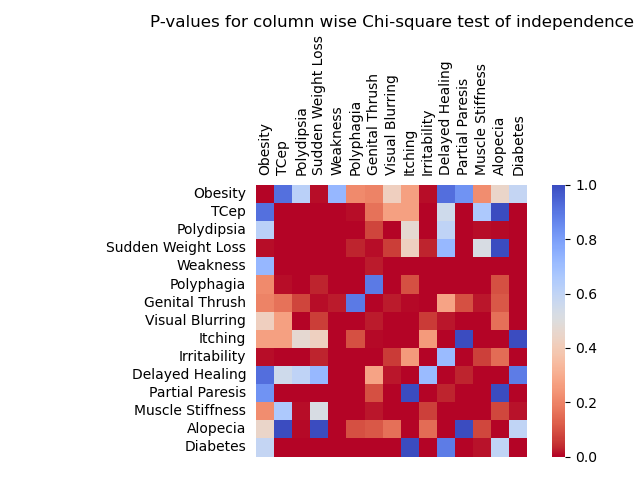 P-values for column wise Chi-square test of independence
Obesity
TCep
Polydipsia
Sudden Weight Loss
Weakness
Polyphagia
Genital Thrush
Visual Blurring
Itching
Irritability
Delayed Healing
Partial Paresis
Muscle Stiffness
Alopecia
Diabetes
Obesity
TCep
Polydipsia
Sudden Weight Loss
Weakness
Polyphagia
Genital Thrush
Visual Blurring
Itching
Irritability
Delayed Healing
Partial Paresis
Muscle Stiffness
Alopecia
Diabetes
1.0
0.8
0.6
0.4
0.2
0.0